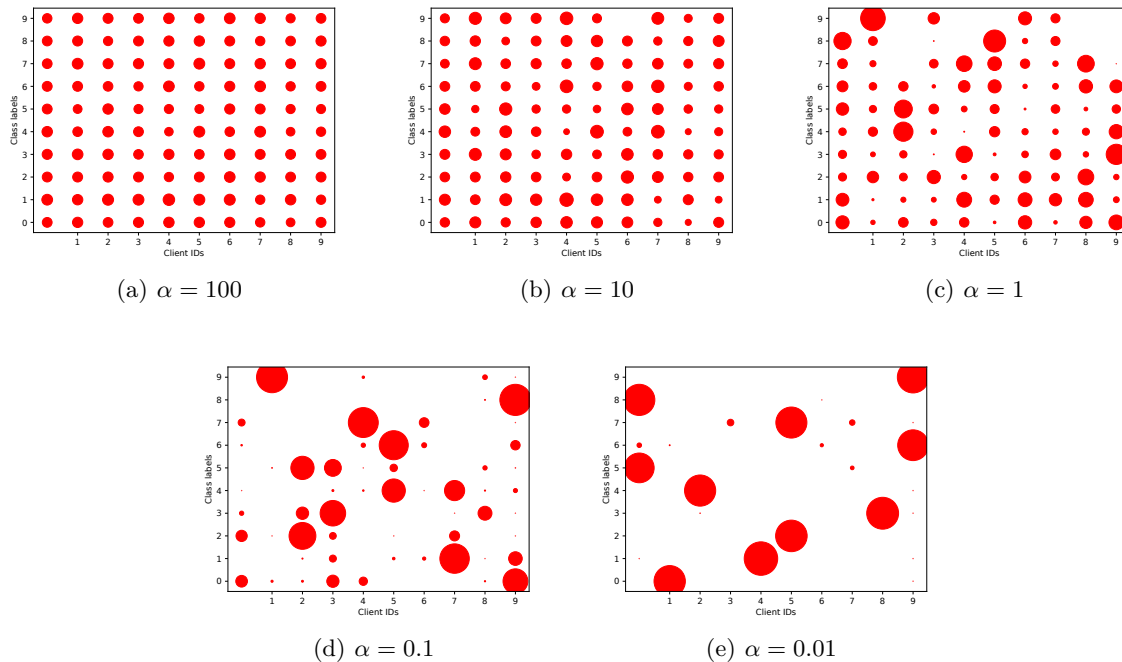 9
8
7
6
5
4
3
2
1
0
Class labels
1 2 3 4 5 6 7 8 9
Client IDs
(a) α = 100
9
8
7
6
5
4
3
2
1
0
Class labels
1 2 3 4 5 6 7 8 9
Client IDs
(b) α = 10
9
8
7
6
5
4
3
2
1
0
Class labels
1 2 3 4 5 6 7 8 9
Client IDs
(c) α = 1
9
8
7
6
5
4
3
2
1
0
Class labels
1 2 3 4 5 6 7 8 9
Client IDs
(d) α = 0.1
9
8
7
6
5
4
3
2
1
0
Class labels
1 2 3 4 5 6 7 8 9
Client IDs
(e) α = 0.01